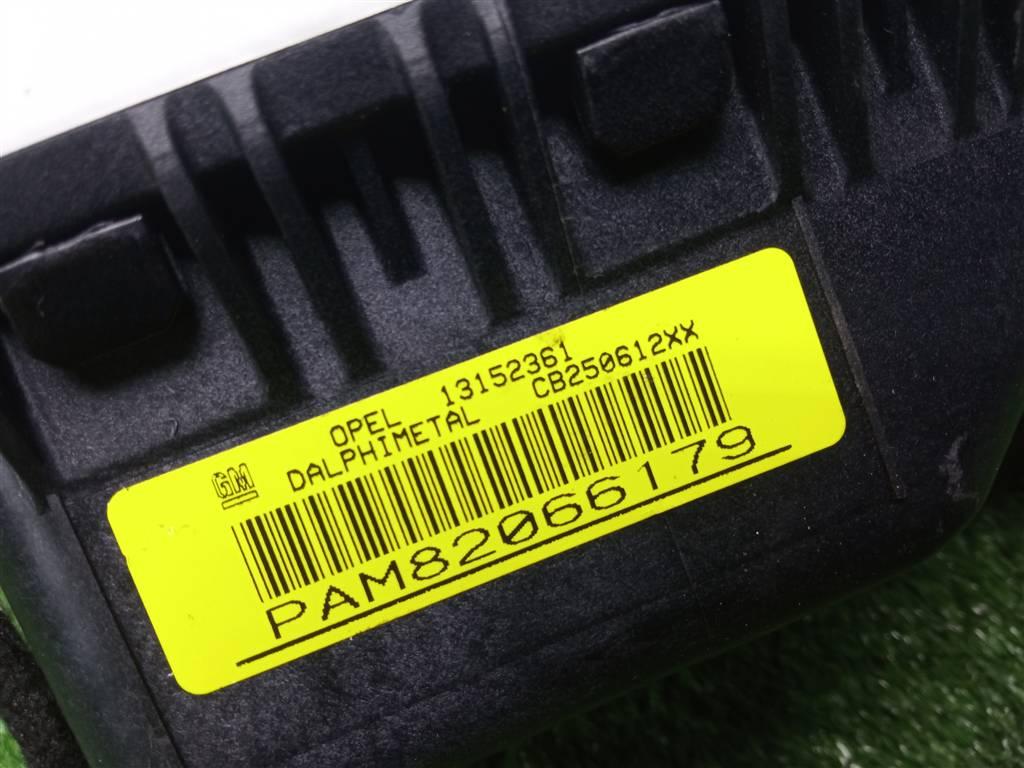 OPEL 13152361
GM DALPHIMETAL CB250612XX
PAM82066179